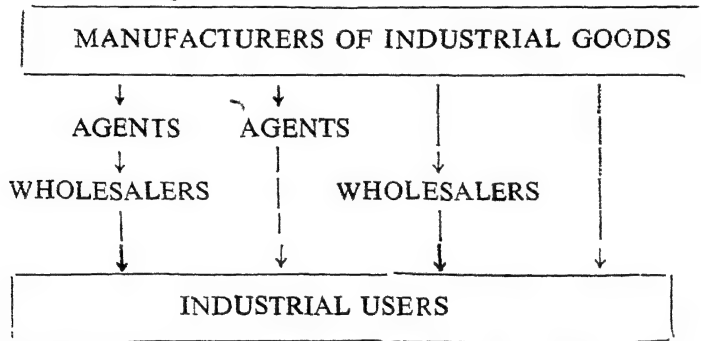 MANUFACTURERS OF INDUSTRIAL GOODS
AGENTS AGENTS
WHOLESALERS WHOLESALERS
INDUSTRIAL USERS